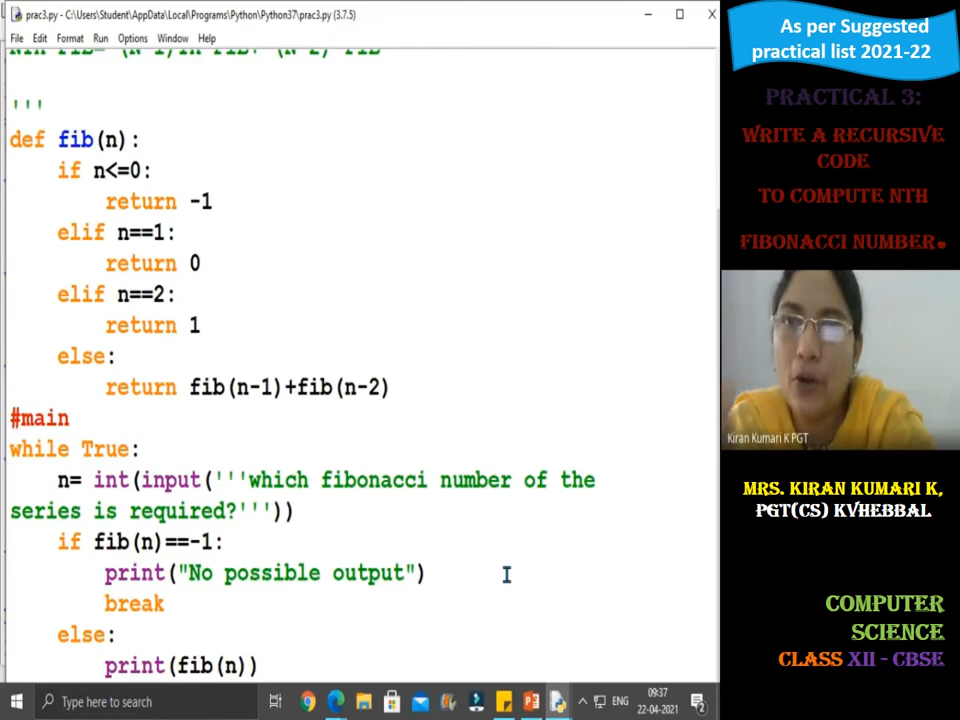 prac3.py - C:\Users\Student\AppData\Local\Programs\Python\Python37\prac3.py (3.7.5)
File Edit Format Run Options Window Help
'''
def fib(n):
if n<=0:
return -1
elif n==1:
return 0
elif n==2:
return 1
else:
return fib(n-1)+fib(n-2)
#main
while True:
n= int(input('''which fibonacci number of the
series is required?'''))
if fib(n)==-1:
print("No possible output")
break
else:
print(fib(n))
Type here to search
ENG
09:37
22-04-2021
2
As per Suggested
practical list 2021-22
PRACTICAL 3:
WRITE A RECURSIVE
CODE
TO COMPUTE NTH
FIBONACCI NUMBER.
Kiran Kumari K PGT
MRS. KIRAN KUMARI K,
PGT(CS) KVHEBBAL
COMPUTER
SCIENCE
CLASS XII - CBSE